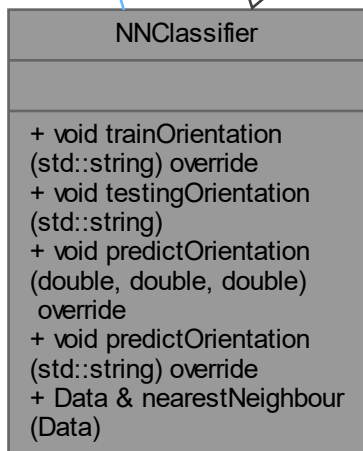 NNClassifier
+ void trainOrientation
(std::string) override
+ void testingOrientation
(std::string)
+ void predictOrientation
(double, double, double)
override
+ void predictOrientation
(std::string) override
+ Data & nearestNeighbour
(Data)